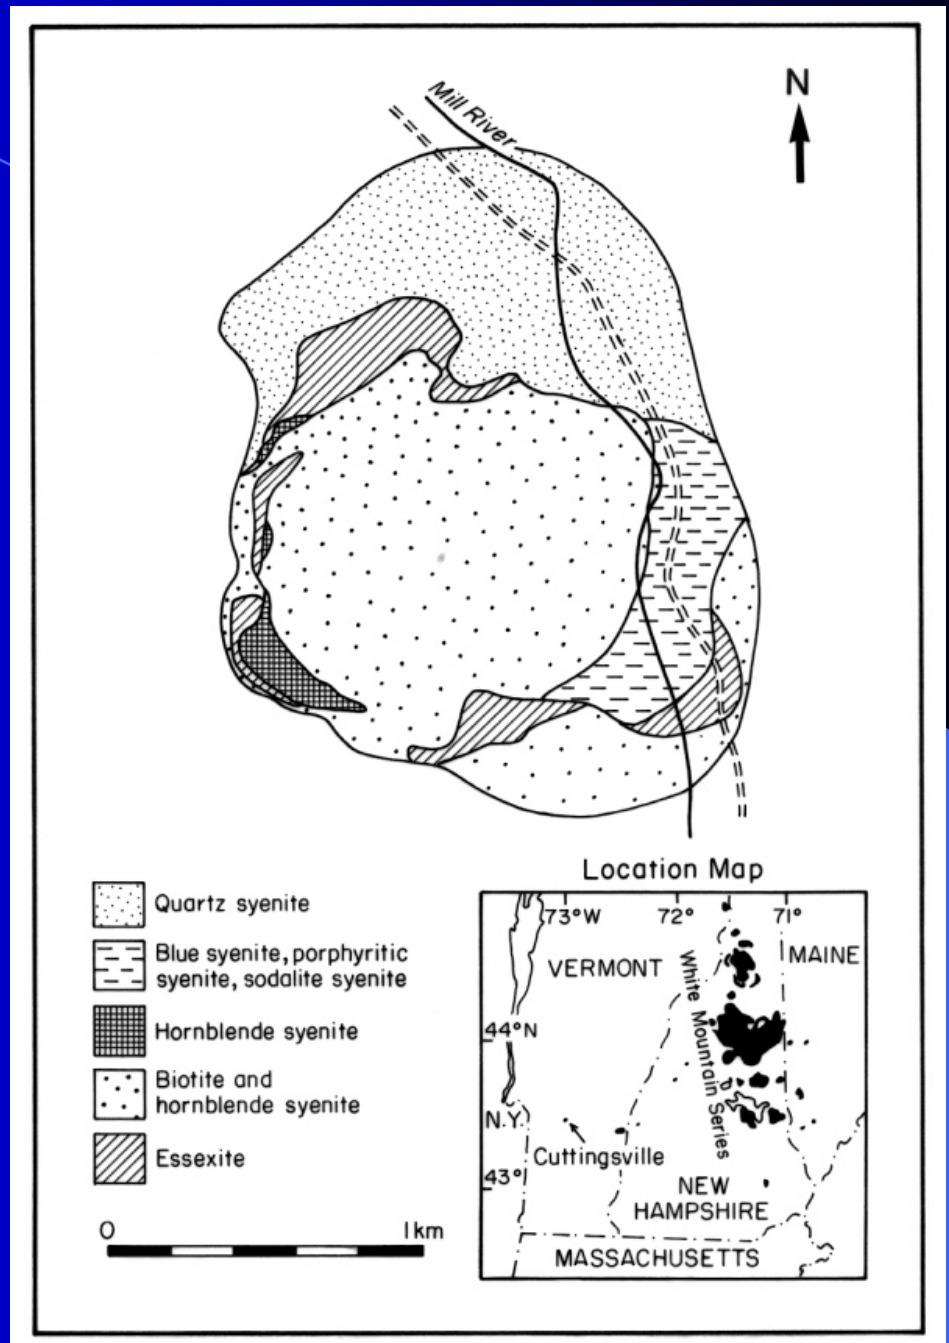 N
Mill River
Quartz syenite
Blue syenite, porphyritic
syenite, sodalite syenite
Hornblende syenite
Biotite and
hornblende syenite
Essexite
0 1km
Location Map
73°W 72° 71°
VERMONT
MAINE
White Mountain Series
44°N
N.Y.
Cuttingsville
43°
NEW
HAMPSHIRE
MASSACHUSETTS